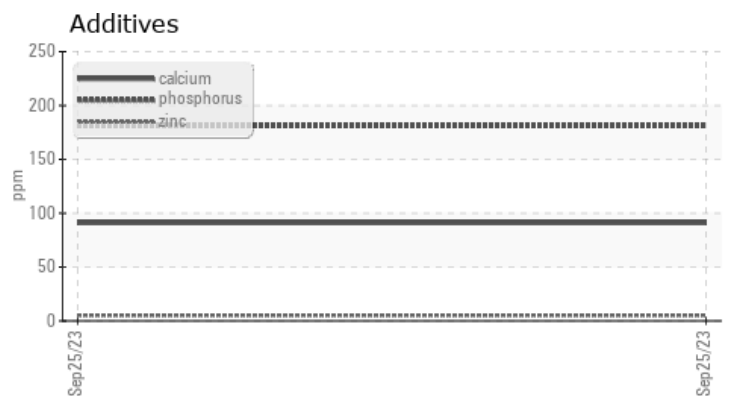 Additives
250
200
150
100
50
0
ppm
calcium
phosphorus
zinc
Sep25/23
Sep25/23